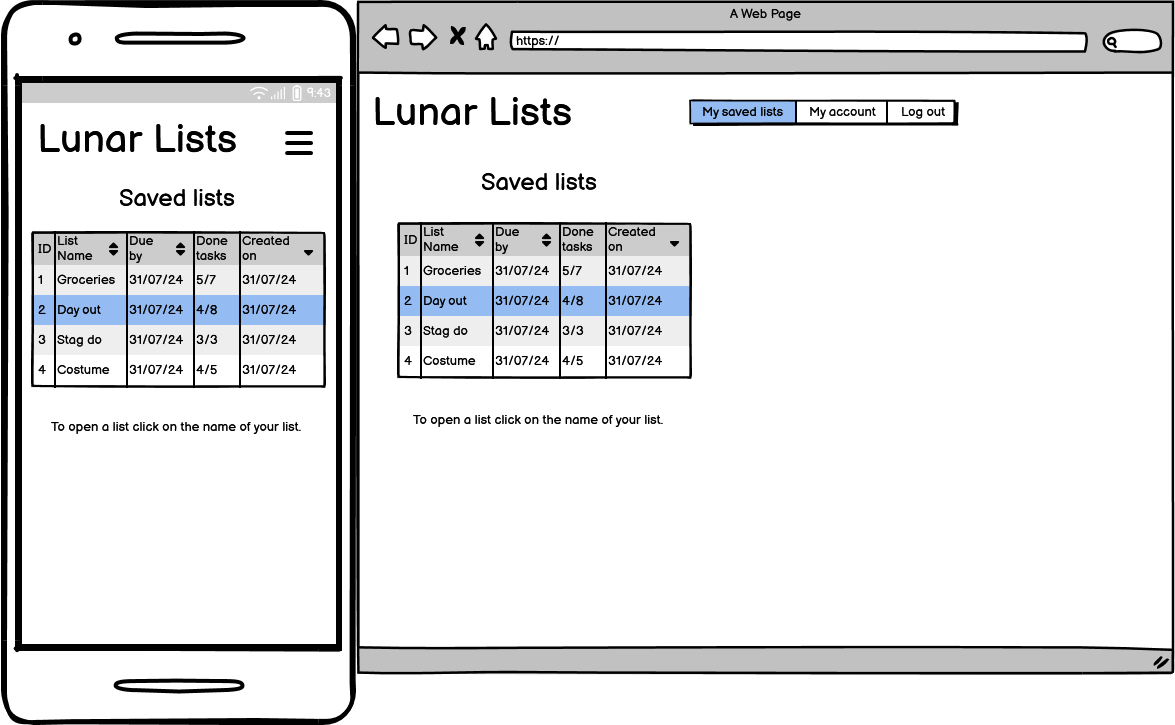 9:43
Lunar Lists
Saved lists
ID List Name Due by Done tasks Created on
1 Groceries 31/07/24 5/7 31/07/24
2 Day out 31/07/24 4/8 31/07/24
3 Stag do 31/07/24 3/3 31/07/24
4 Costume 31/07/24 4/5 31/07/24
To open a list click on the name of your list.
A Web Page
https://
Lunar Lists
My saved lists My account Log out
Saved lists
ID List Name Due by Done tasks Created on
1 Groceries 31/07/24 5/7 31/07/24
2 Day out 31/07/24 4/8 31/07/24
3 Stag do 31/07/24 3/3 31/07/24
4 Costume 31/07/24 4/5 31/07/24
To open a list click on the name of your list.